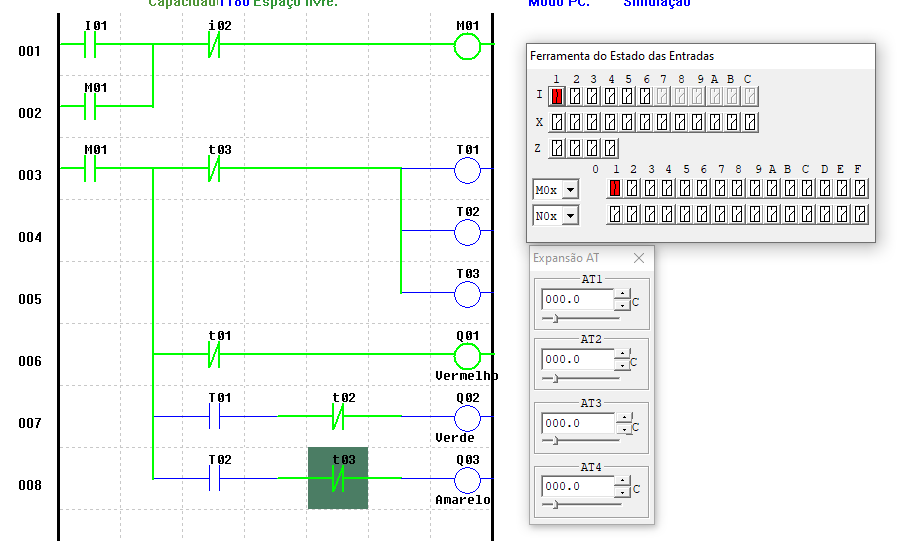 Capacidad 1180 Espaço livre. Modo PC. Simulação
I01 i02 M01
001
M01
002
M01 t03 T01
003
T02
004
T03
005
t01 Q01
006
Vermelho
T01 t02 Q02
007
Verde
T02 t03 Q03
008
Amarelo
Ferramenta do Estado das Entradas
1 2 3 4 5 6 7 8 9 A B C
I
X
Z
0 1 2 3 4 5 6 7 8 9 A B C D E F
M0x
N0x
Expansão AT
AT1
000.0 C
AT2
000.0 C
AT3
000.0 C
AT4
000.0 C